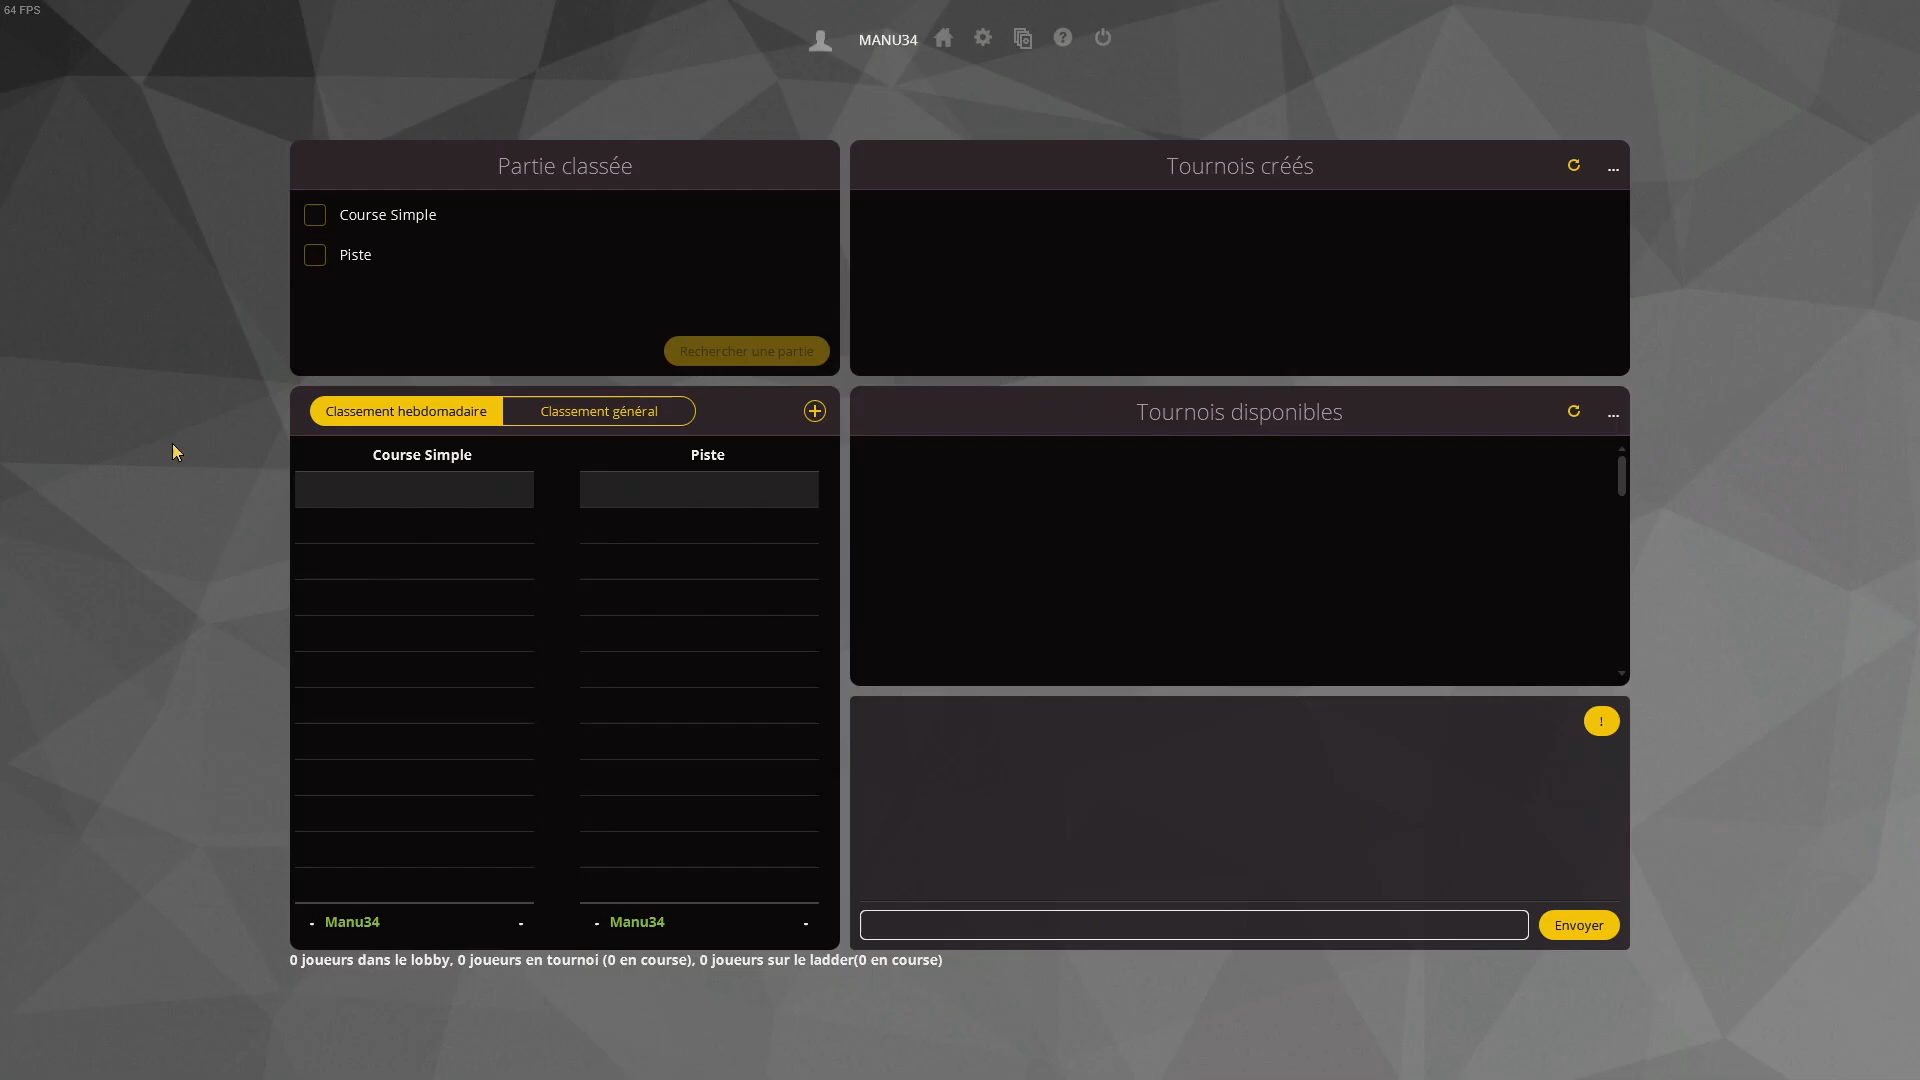 64 FPS
MANU34
Partie classée
Course Simple
Piste
Rechercher une partie
Tournois créés
...
Classement hebdomadaire
Classement général
Course Simple
Piste
- Manu34 -
- Manu34 -
Tournois disponibles
...
!
Envoyer
0 joueurs dans le lobby, 0 joueurs en tournoi (0 en course), 0 joueurs sur le ladder(0 en course)